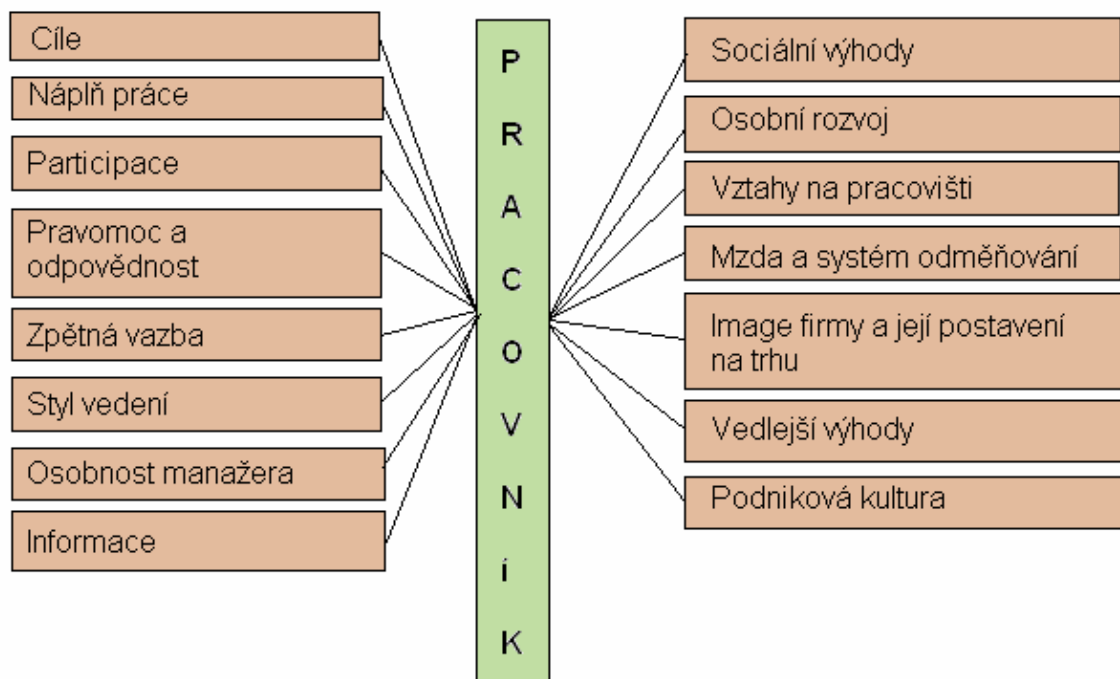 Cíle
Náplň práce
Participace
Pravomoc a
odpovědnost
Zpětná vazba
Styl vedení
Osobnost manažera
Informace
P
R
A
C
O
V
N
í
K
Sociální výhody
Osobní rozvoj
Vztahy na pracovišti
Mzda a systém odměňování
Image firmy a její postavení
na trhu
Vedlejší výhody
Podniková kultura